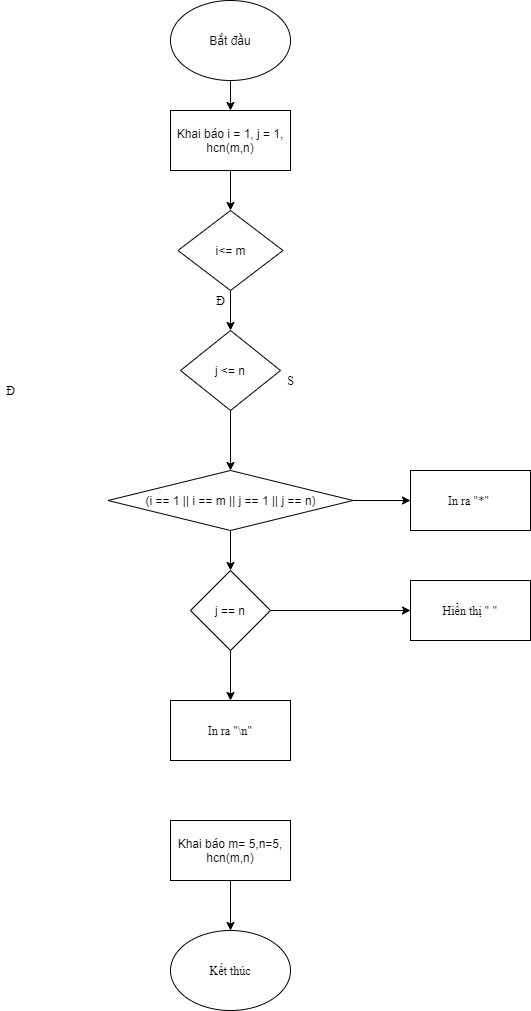 Bắt đầu
Khai báo i = 1, j = 1,
hcn(m,n)
i<= m
Đ
j <= n
S
Đ
(i == 1 || i == m || j == 1 || j == n)
In ra "*"
j == n
Hiển thị " "
In ra "\n"
Khai báo m= 5,n=5,
hcn(m,n)
Kết thúc